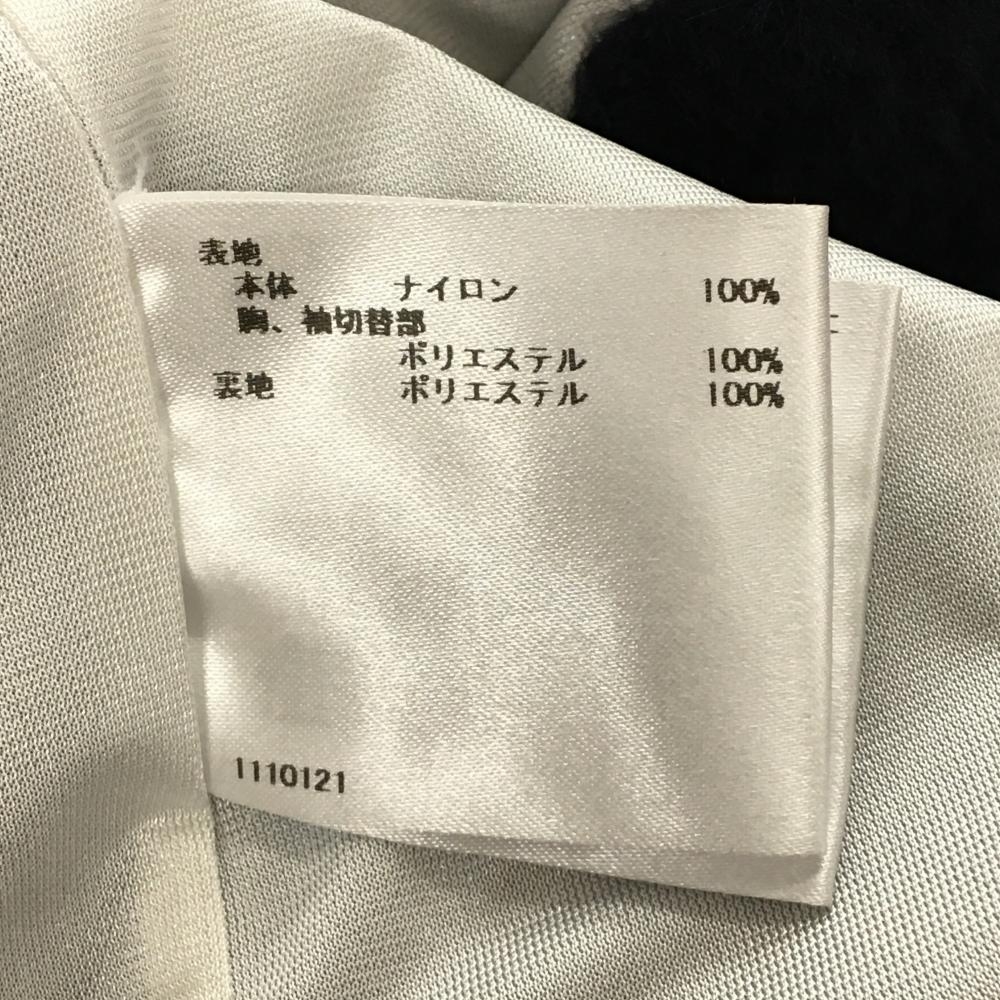 表地
本体 ナイロン 100%
胸、袖切替部
ポリエステル 100%
裏地 ポリエステル 100%
1110121